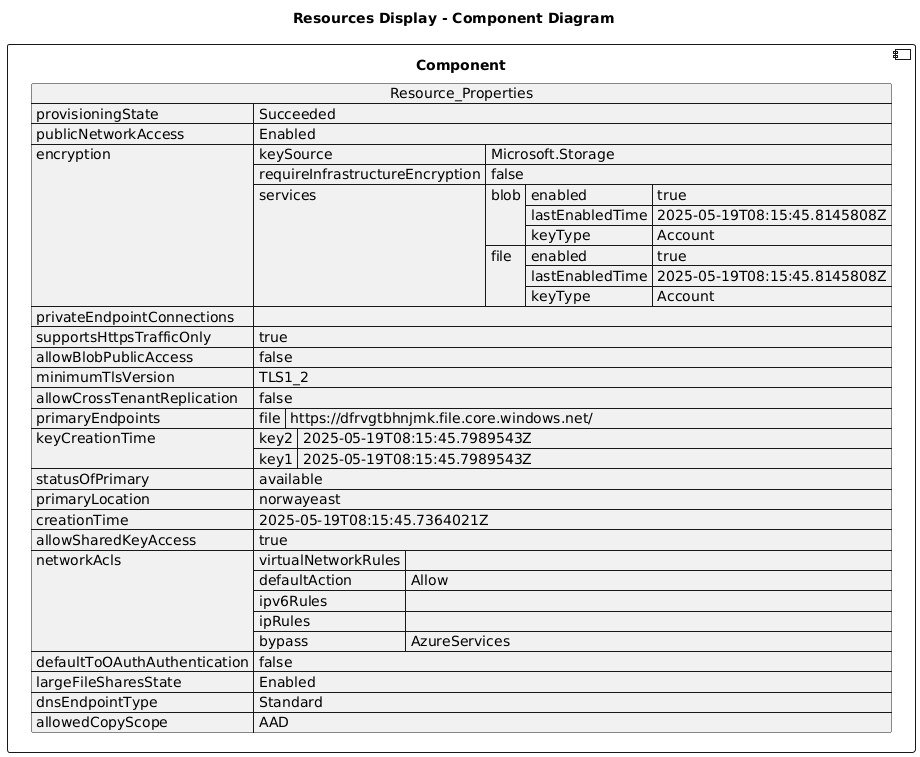 Resources Display - Component Diagram
Component
Resource_Properties
provisioningState Succeeded
publicNetworkAccess Enabled
encryption keySource Microsoft.Storage
requireInfrastructureEncryption false
services blob enabled true
lastEnabledTime 2025-05-19T08:15:45.8145808Z
keyType Account
file enabled true
lastEnabledTime 2025-05-19T08:15:45.8145808Z
keyType Account
privateEndpointConnections
supportsHttpsTrafficOnly true
allowBlobPublicAccess false
minimumTlsVersion TLS1_2
allowCrossTenantReplication false
primaryEndpoints file https://dfrvgtbhnjmk.file.core.windows.net/
keyCreationTime key2 2025-05-19T08:15:45.7989543Z
key1 2025-05-19T08:15:45.7989543Z
statusOfPrimary available
primaryLocation norwayeast
creationTime 2025-05-19T08:15:45.7364021Z
allowSharedKeyAccess true
networkAcls virtualNetworkRules
defaultAction Allow
ipv6Rules
ipRules
bypass AzureServices
defaultToOAuthAuthentication false
largeFileSharesState Enabled
dnsEndpointType Standard
allowedCopyScope AAD